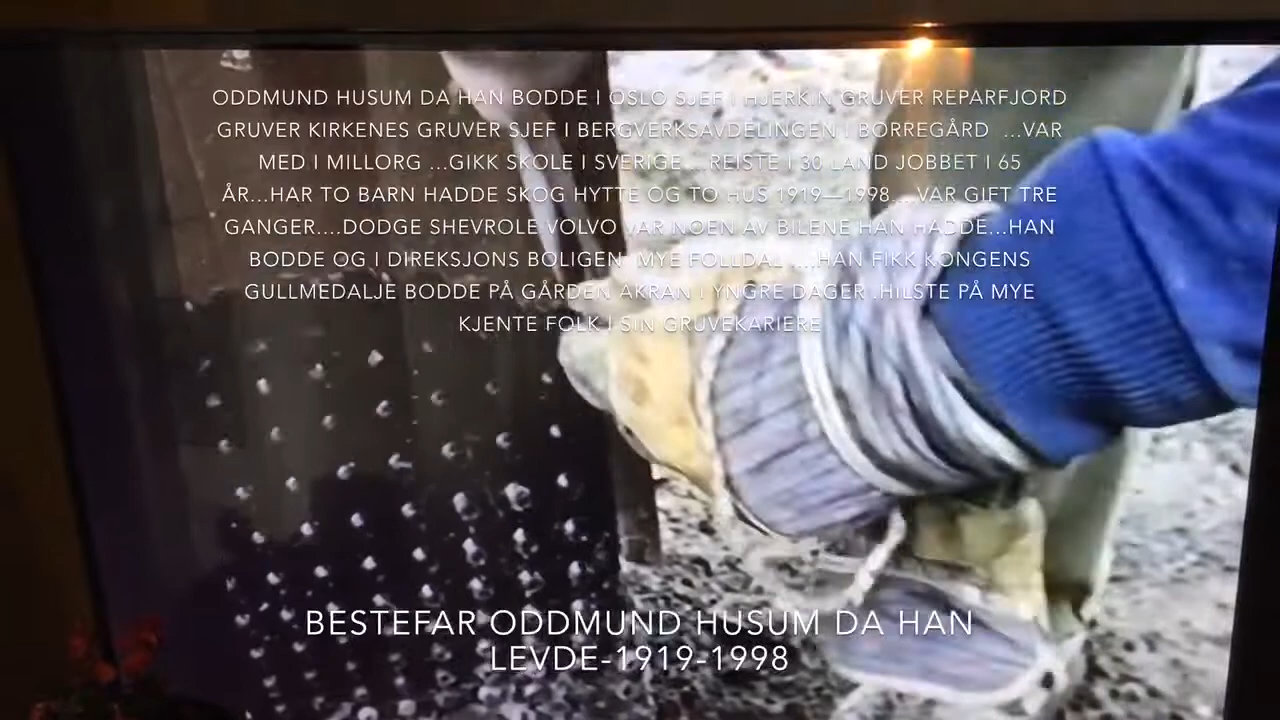 ODDMUND HUSUM DA HAN BODDE I OSLO SJEF I HJERKIN GRUVER REPARFJORD
GRUVER KIRKENES GRUVER SJEF I BERGVERKSAVDELINGEN I BORREGÅRD ...VAR
MED I MILLORG ...GIKK SKOLE I SVERIGE... REISTE I 30 LAND JOBBET I 65
ÅR...HAR TO BARN HADDE SKOG HYTTE OG TO HUS 1919—1998... VAR GIFT TRE
GANGER....DODGE SHEVROLE VOLVO VAR NOEN AV BILENE HAN HADDE...HAN
BODDE OG I DIREKSJONS BOLIGEN MYE FOLLDAL ...HAN FIKK KONGENS
GULLMEDALJE BODDE PÅ GÅRDEN AKRAN I YNGRE DAGER .HILSTE PÅ MYE
KJENTE FOLK I SIN GRUVEKARIERE
BESTEFAR ODDMUND HUSUM DA HAN
LEVDE-1919-1998